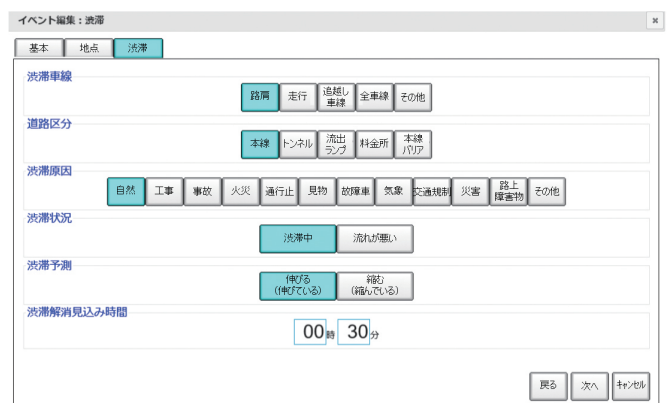 イベント編集：渋滞 ×
基本 地点 渋滞
渋滞車線
路肩 走行 追越し車線 全車線 その他
道路区分
本線 トンネル 流出ランプ 料金所 本線バリア
渋滞原因
自然 工事 事故 火災 通行止 見物 故障車 気象 交通規制 災害 路上障害物 その他
渋滞状況
渋滞中 流れが悪い
渋滞予測
伸びる 縮む
(伸びている) (縮んでいる)
渋滞解消見込み時間
00時 30分
戻る 次へ キャンセル